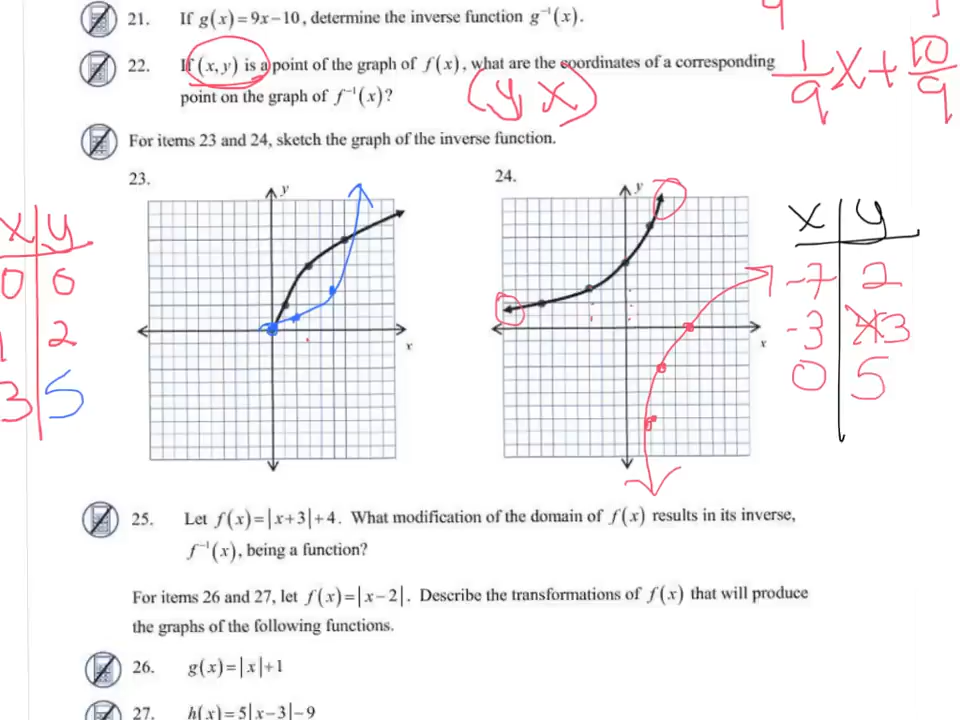 21. If g(x)=9x−10, determine the inverse function g⁻¹(x).
22. If (x, y) is a point of the graph of f(x), what are the coordinates of a corresponding
point on the graph of f⁻¹(x)?
(y x)
1/9 x + 10/9
For items 23 and 24, sketch the graph of the inverse function.
23.
24.
y
x
y
x
x y
0 0
1 2
3 5
x y
-7 2
-3 3
0 5
25. Let f(x)=|x+3|+4. What modification of the domain of f(x) results in its inverse,
f⁻¹(x), being a function?
For items 26 and 27, let f(x)=|x−2|. Describe the transformations of f(x) that will produce
the graphs of the following functions.
26. g(x)=|x|+1
27. h(x)=5|x−3|−9